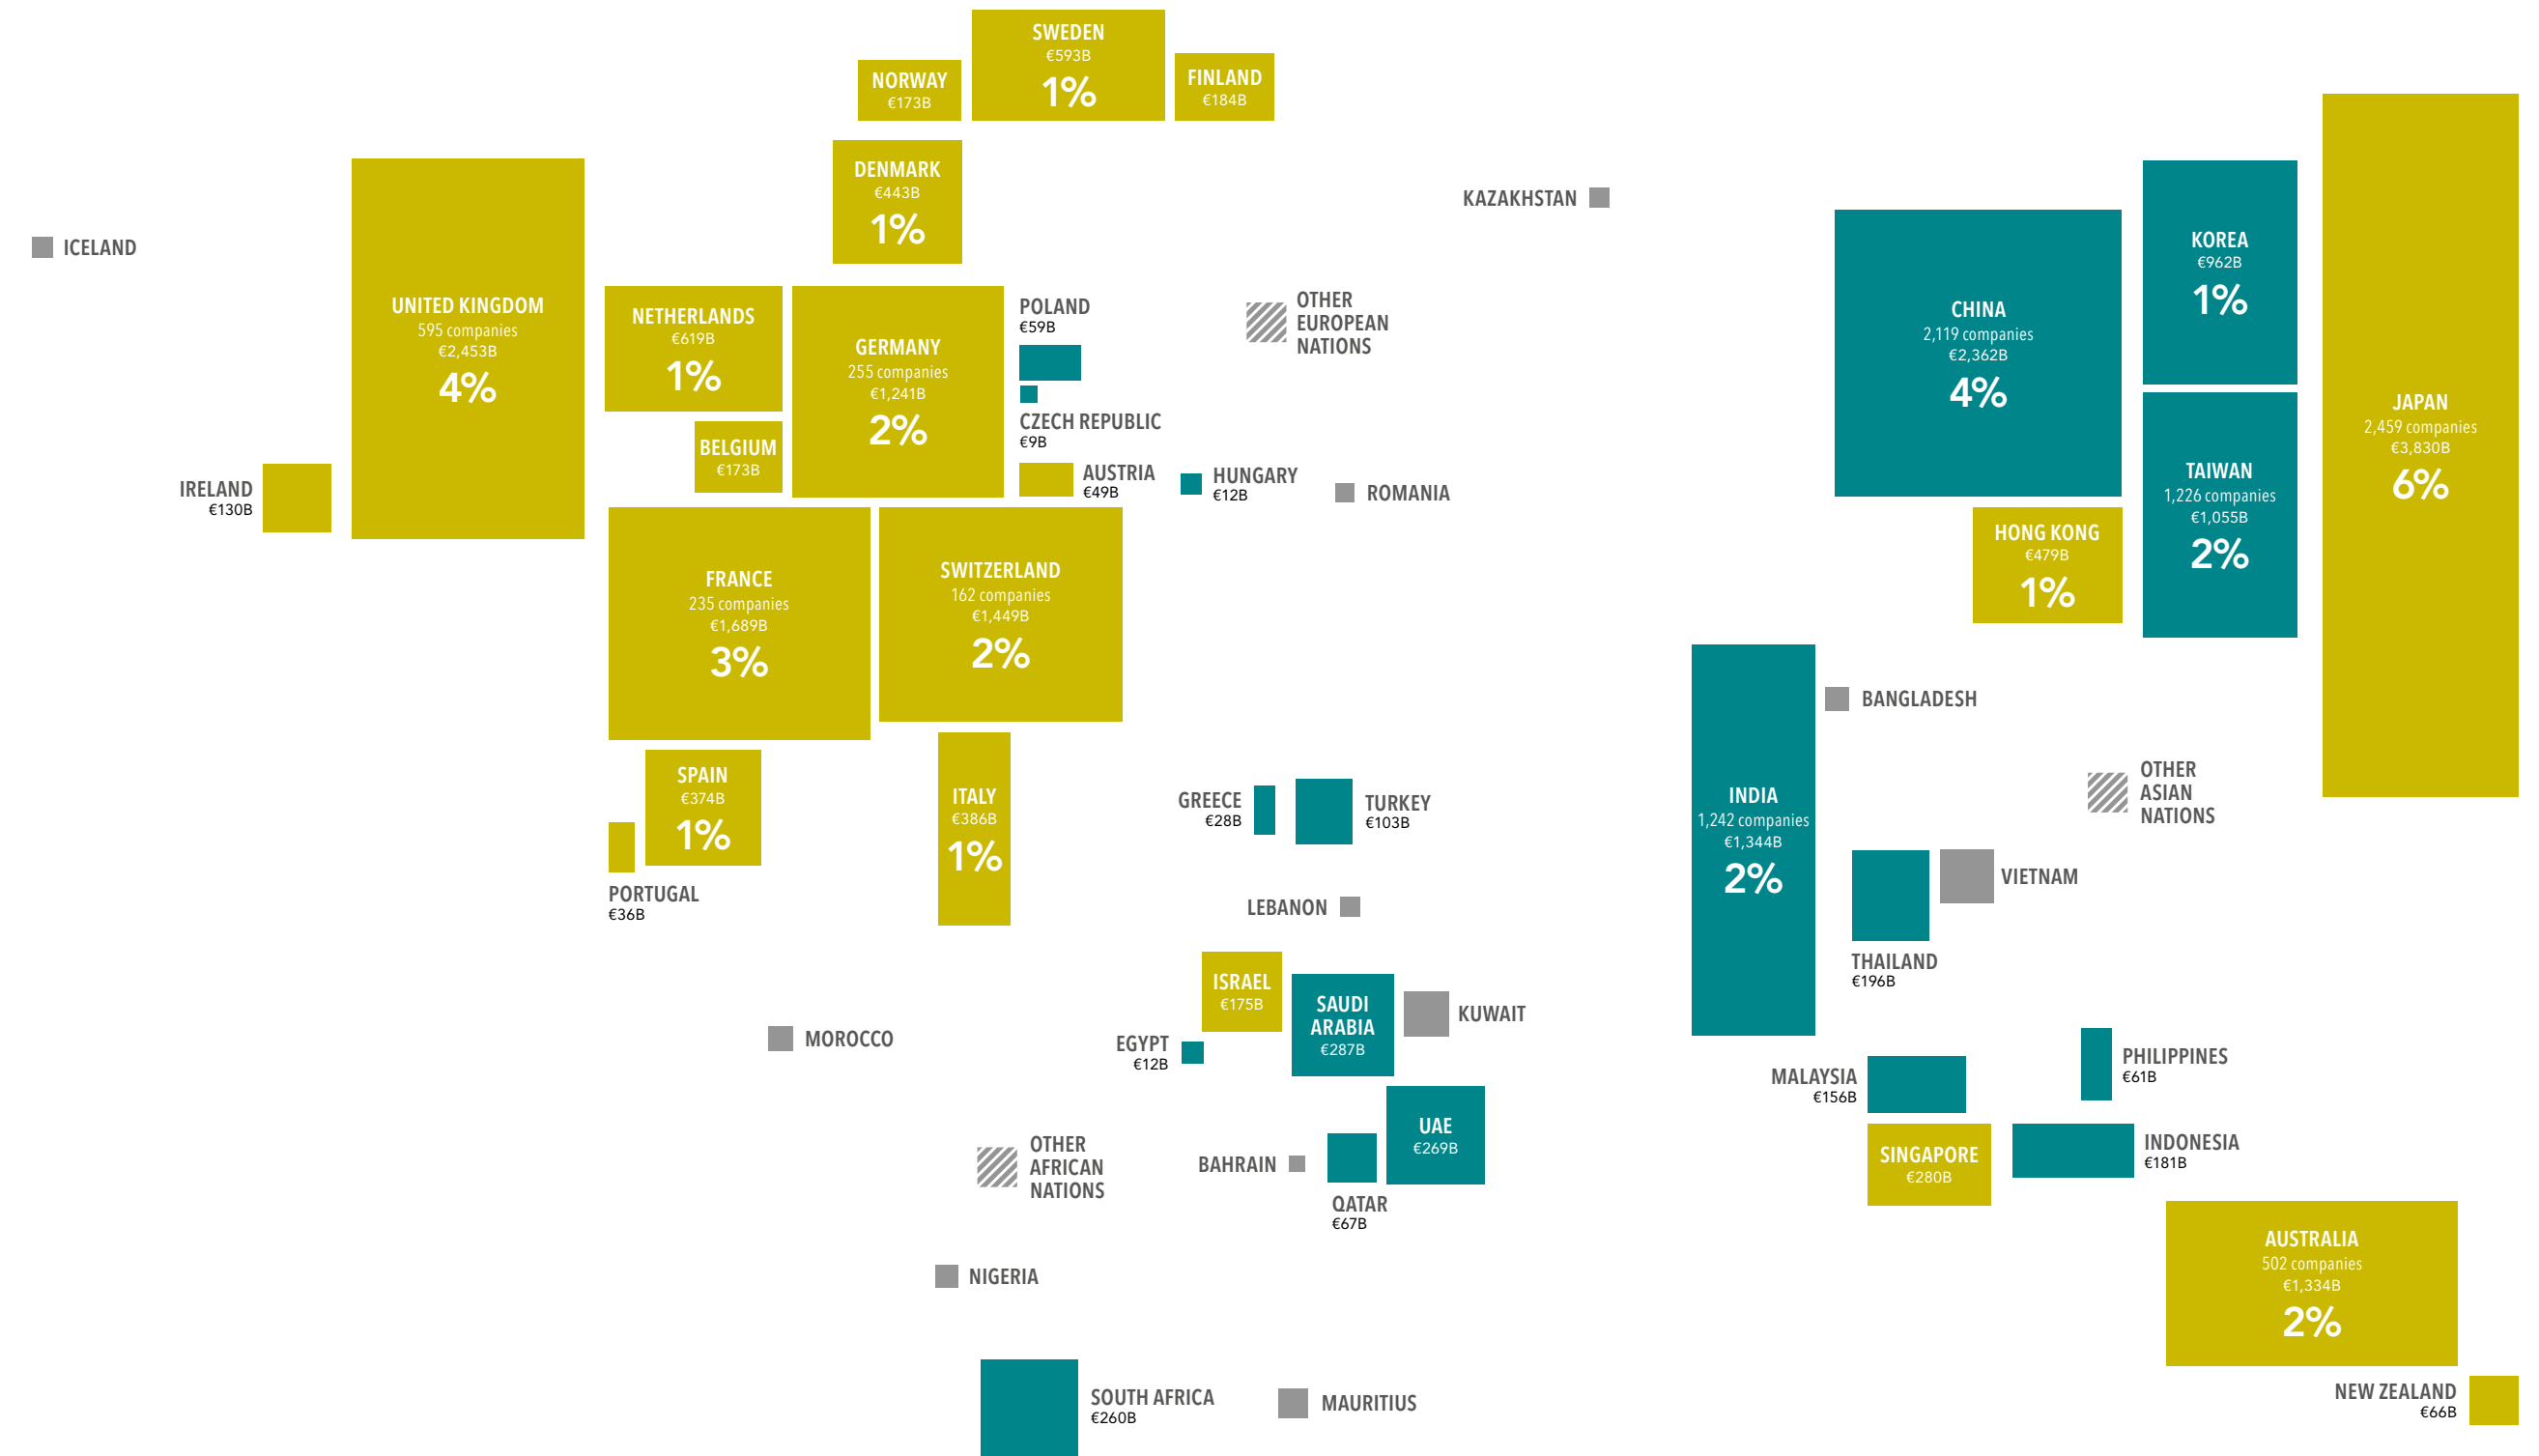 SWEDEN
€593B
1%
NORWAY
€173B
FINLAND
€184B
DENMARK
€443B
1%
KAZAKHSTAN
ICELAND
UNITED KINGDOM
595 companies
€2,453B
4%
NETHERLANDS
€619B
1%
GERMANY
255 companies
€1,241B
2%
POLAND
€59B
OTHER
EUROPEAN
NATIONS
CZECH REPUBLIC
€9B
BELGIUM
€173B
IRELAND
€130B
AUSTRIA
€49B
HUNGARY
€12B
ROMANIA
CHINA
2,119 companies
€2,362B
4%
KOREA
€962B
1%
JAPAN
2,459 companies
€3,830B
6%
TAIWAN
1,226 companies
€1,055B
2%
HONG KONG
€479B
1%
FRANCE
235 companies
€1,689B
3%
SWITZERLAND
162 companies
€1,449B
2%
SPAIN
€374B
1%
PORTUGAL
€36B
ITALY
€386B
1%
GREECE
€28B
TURKEY
€103B
LEBANON
INDIA
1,242 companies
€1,344B
2%
BANGLADESH
OTHER
ASIAN
NATIONS
VIETNAM
THAILAND
€196B
ISRAEL
€175B
SAUDI
ARABIA
€287B
KUWAIT
MOROCCO
EGYPT
€12B
UAE
€269B
BAHRAIN
QATAR
€67B
OTHER
AFRICAN
NATIONS
MALAYSIA
€156B
PHILIPPINES
€61B
SINGAPORE
€280B
INDONESIA
€181B
NIGERIA
AUSTRALIA
502 companies
€1,334B
2%
SOUTH AFRICA
€260B
MAURITIUS
NEW ZEALAND
€66B